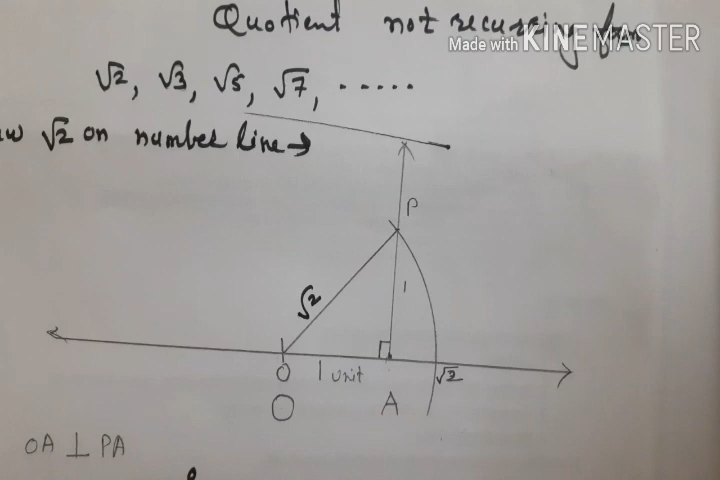 Quotient not recurring
Made with KINEMASTER
√2, √3, √5, √7, ......
√2 on number line →
P
√2
1
0 1 unit √2
O A
OA ⊥ PA